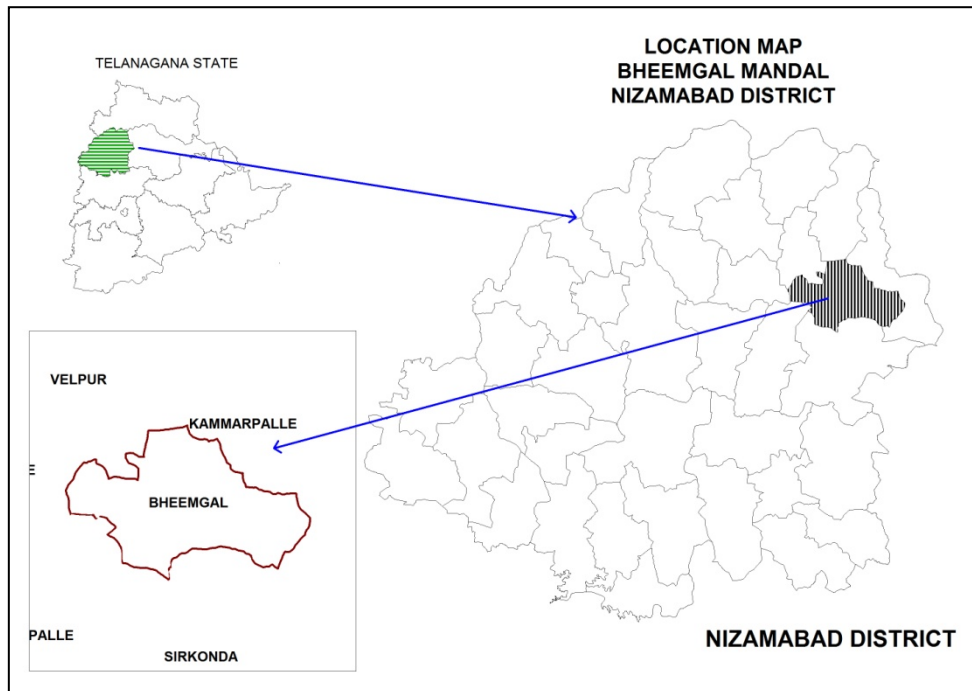 TELANAGANA STATE
LOCATION MAP
BHEEMGAL MANDAL
NIZAMABAD DISTRICT
VELPUR
KAMMARPALLE
E
BHEEMGAL
PALLE
SIRKONDA
NIZAMABAD DISTRICT